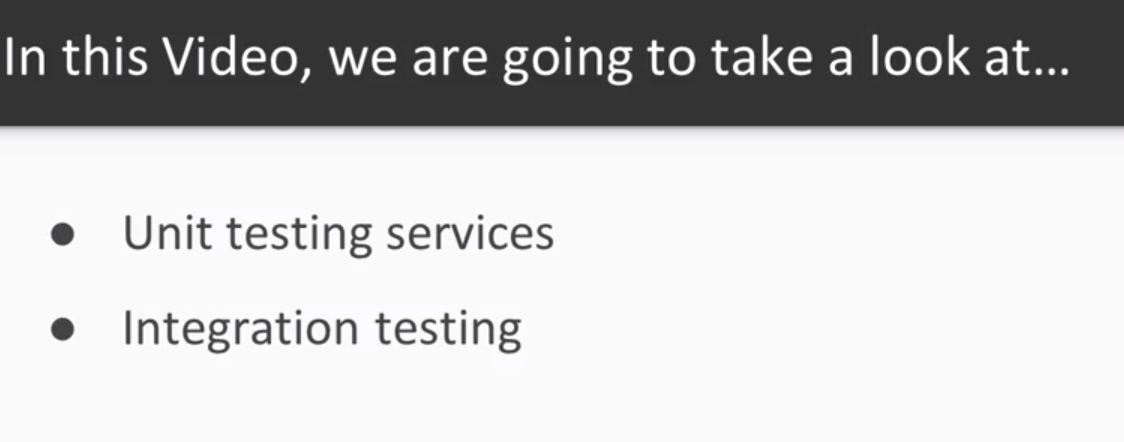 In this Video, we are going to take a look at...
● Unit testing services
● Integration testing